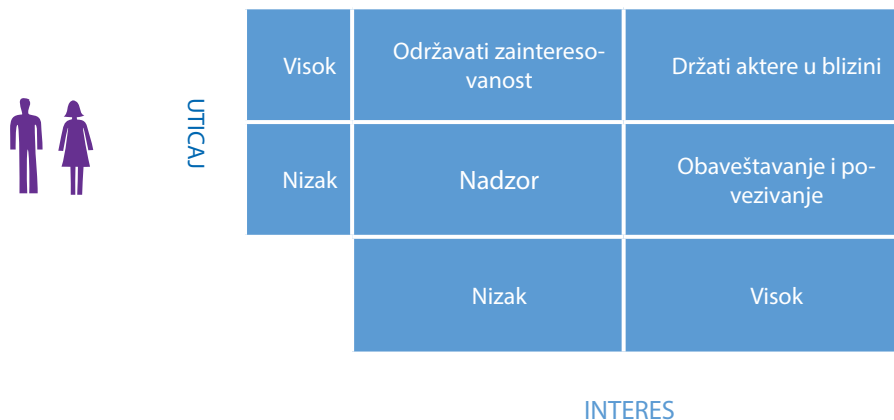 UTICAJ
Visok
Održavati zaintereso-
vanost
Držati aktere u blizini
Nizak
Nadzor
Obaveštavanje i po-
vezivanje
Nizak
Visok
INTERES